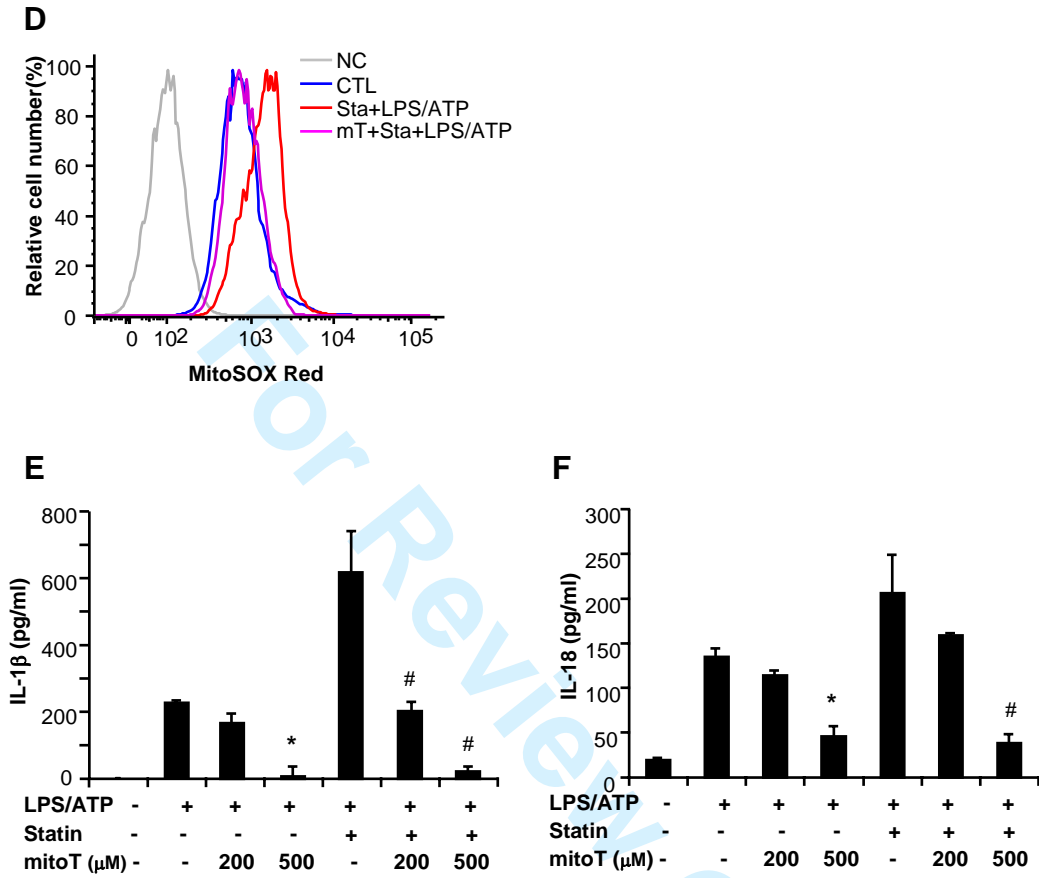 D
NC
CTL
Sta+LPS/ATP
mT+Sta+LPS/ATP
Relative cell number(%)
100
80
60
40
20
0
0 10² 10³ 10⁴ 10⁵
MitoSOX Red
E
IL-1β (pg/ml)
800
600
400
200
0
* # #
LPS/ATP - + + + + + +
Statin - - - - + + +
mitoT (μM) - - 200 500 - 200 500
F
IL-18 (pg/ml)
300
250
200
150
100
50
0
* #
LPS/ATP - + + + + + +
Statin - - - - + + +
mitoT (μM) - - 200 500 - 200 500
For Review